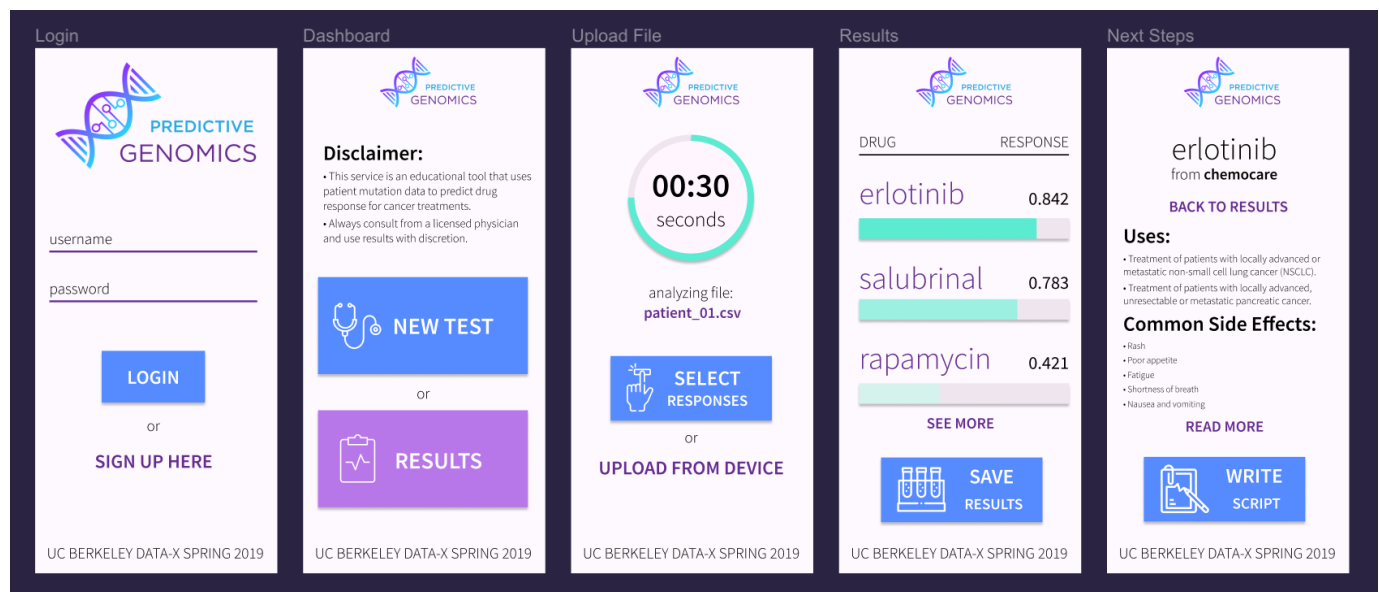 Login
PREDICTIVE
GENOMICS
username
password
LOGIN
or
SIGN UP HERE
UC BERKELEY DATA-X SPRING 2019
Dashboard
PREDICTIVE
GENOMICS
Disclaimer:
• This service is an educational tool that uses
patient mutation data to predict drug
response for cancer treatments.
• Always consult from a licensed physician
and use results with discretion.
NEW TEST
or
RESULTS
UC BERKELEY DATA-X SPRING 2019
Upload File
PREDICTIVE
GENOMICS
00:30
seconds
analyzing file:
patient_01.csv
SELECT
RESPONSES
or
UPLOAD FROM DEVICE
UC BERKELEY DATA-X SPRING 2019
Results
PREDICTIVE
GENOMICS
DRUG RESPONSE
erlotinib 0.842
salubrinal 0.783
rapamycin 0.421
SEE MORE
SAVE
RESULTS
UC BERKELEY DATA-X SPRING 2019
Next Steps
PREDICTIVE
GENOMICS
erlotinib
from chemocare
BACK TO RESULTS
Uses:
• Treatment of patients with locally advanced or
metastatic non-small cell lung cancer (NSCLC).
• Treatment of patients with locally advanced,
unresectable or metastatic pancreatic cancer.
Common Side Effects:
• Rash
• Poor appetite
• Fatigue
• Shortness of breath
• Nausea and vomiting
READ MORE
WRITE
SCRIPT
UC BERKELEY DATA-X SPRING 2019